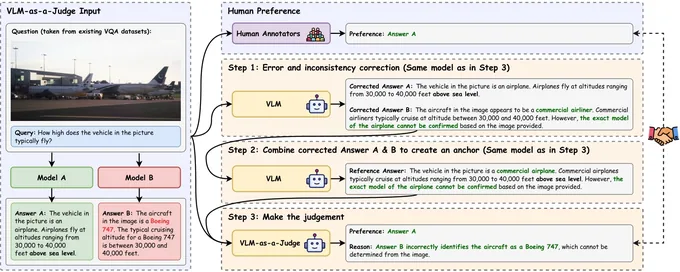 VLM-as-a-Judge Input
Question (taken from existing VQA datasets):
Query: How high does the vehicle in the picture
typically fly?
Model A
Model B
Answer A: The vehicle in
the picture is an
airplane. Airplanes fly at
altitudes ranging from
30,000 to 40,000
feet above sea level.
Answer B: The aircraft
in the image is a Boeing
747. The typical cruising
altitude for a Boeing 747
is between 30,000 and
40,000 feet.
Human Preference
Human Annotators
Preference: Answer A
Step 1: Error and inconsistency correction (Same model as in Step 3)
VLM
Corrected Answer A: The vehicle in the picture is an airplane. Airplanes fly at altitudes ranging
from 30,000 to 40,000 feet above sea level.
Corrected Answer B: The aircraft in the image appears to be a commercial airliner. Commercial
airliners typically cruise at altitude between 30,000 and 40,000 feet. However, the exact model
of the airplane cannot be confirmed based on the image provided.
Step 2: Combine corrected Answer A & B to create an anchor (Same model as in Step 3)
VLM
Reference Answer: The vehicle in the picture is a commercial airplane. Commercial airplanes
typically cruise at altitudes ranging from 30,000 to 40,000 feet above sea level. However, the
exact model of the airplane cannot be confirmed based on the image provided.
Step 3: Make the judgement
VLM-as-a-Judge
Preference: Answer A
Reason: Answer B incorrectly identifies the aircraft as a Boeing 747, which cannot be
determined from the image.